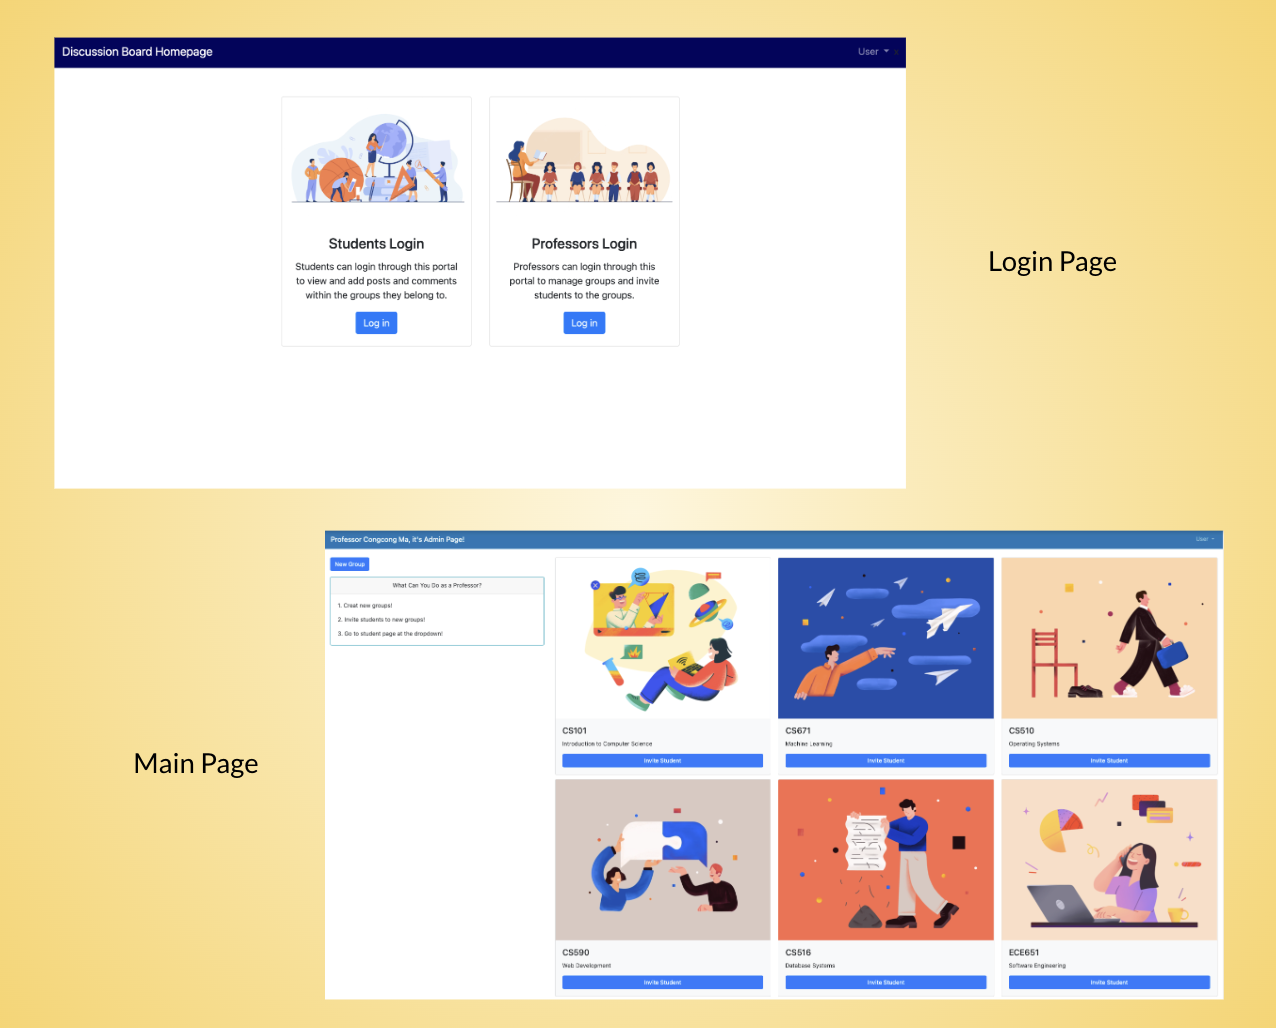 Discussion Board Homepage
User
Students Login
Students can login through this portal
to view and add posts and comments
within the groups they belong to.
Log in
Professors Login
Professors can login through this
portal to manage groups and invite
students to the groups.
Log in
Login Page
Professor Congcong Ma, it's Admin Page!
User
New Group
What Can You Do as a Professor?
1. Creat new groups!
2. Invite students to new groups!
3. Go to student page at the dropdown!
CS101
Introduction to Computer Science
Invite Student
CS671
Machine Learning
Invite Student
CS510
Operating Systems
Invite Student
Main Page
CS590
Web Development
Invite Student
CS516
Database Systems
Invite Student
ECE651
Software Engineering
Invite Student